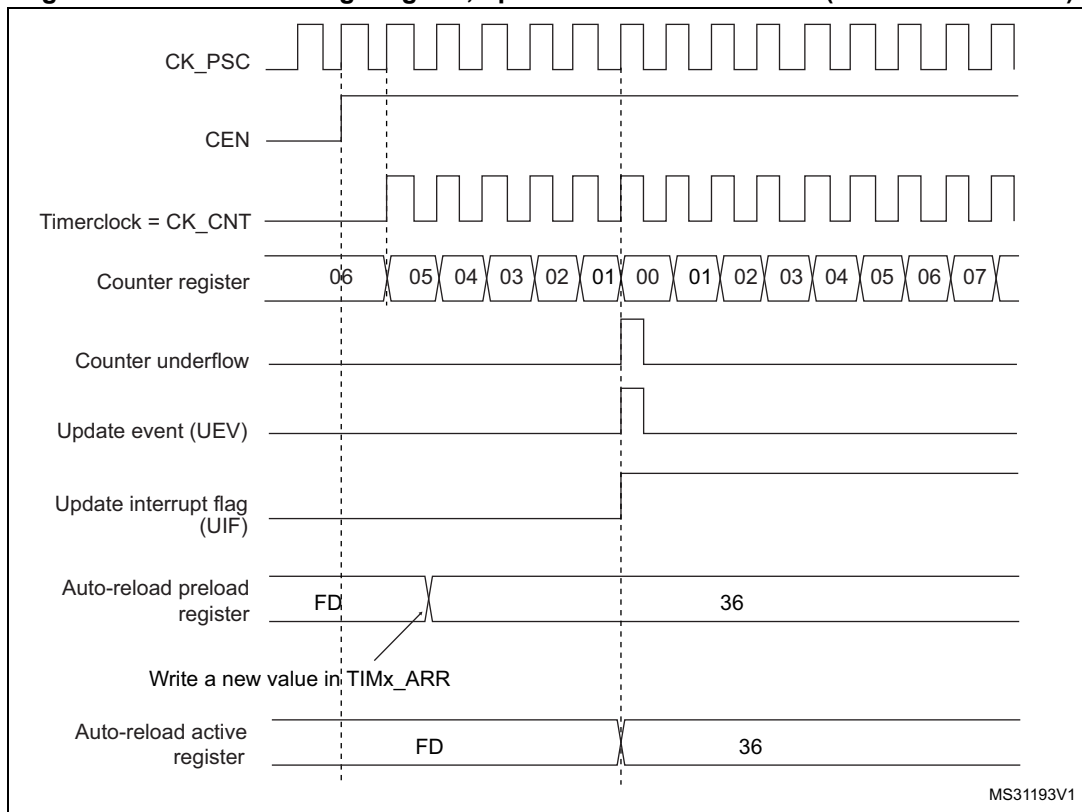 CK_PSC
CEN
Timerclock = CK_CNT
Counter register
06 05 04 03 02 01 00 01 02 03 04 05 06 07
Counter underflow
Update event (UEV)
Update interrupt flag
(UIF)
Auto-reload preload
register
FD 36
Write a new value in TIMx_ARR
Auto-reload active
register
FD 36
MS31193V1